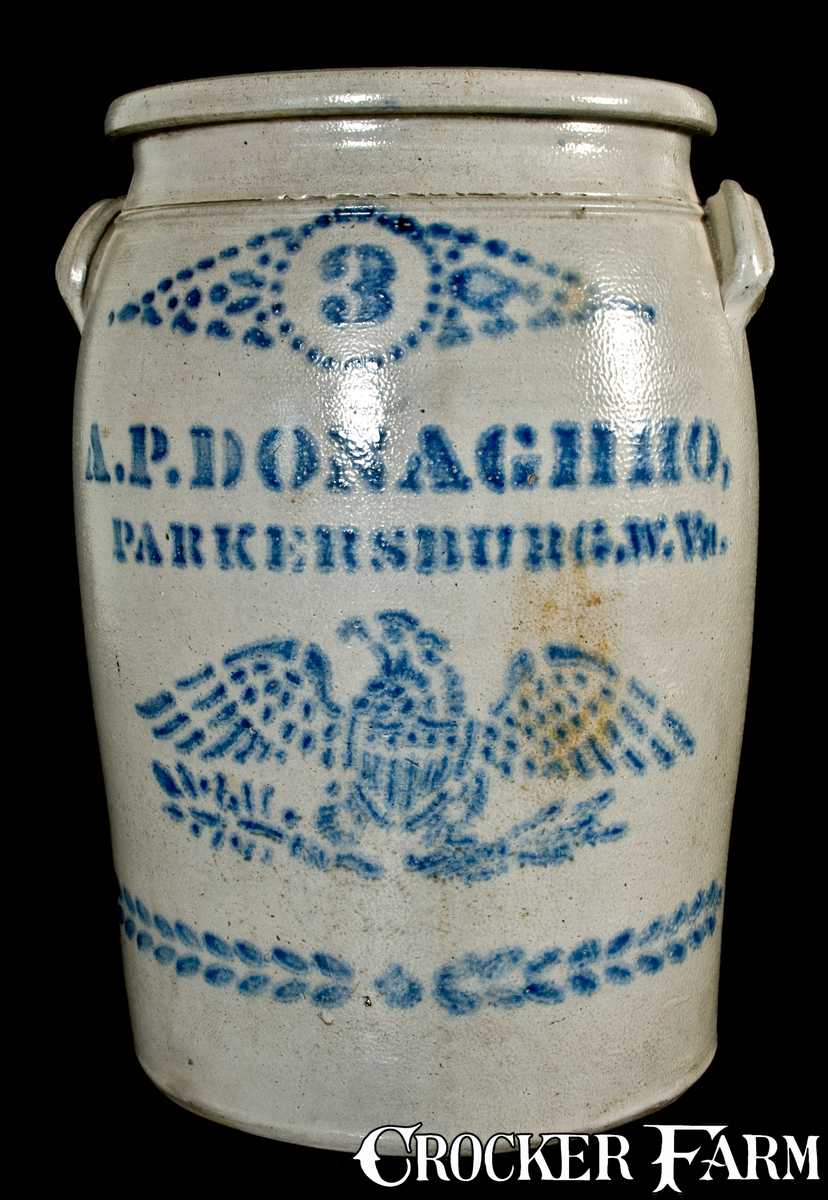 3
A.P. DONAGHHO,
PARKERSBURG.W.Va.
CROCKER FARM